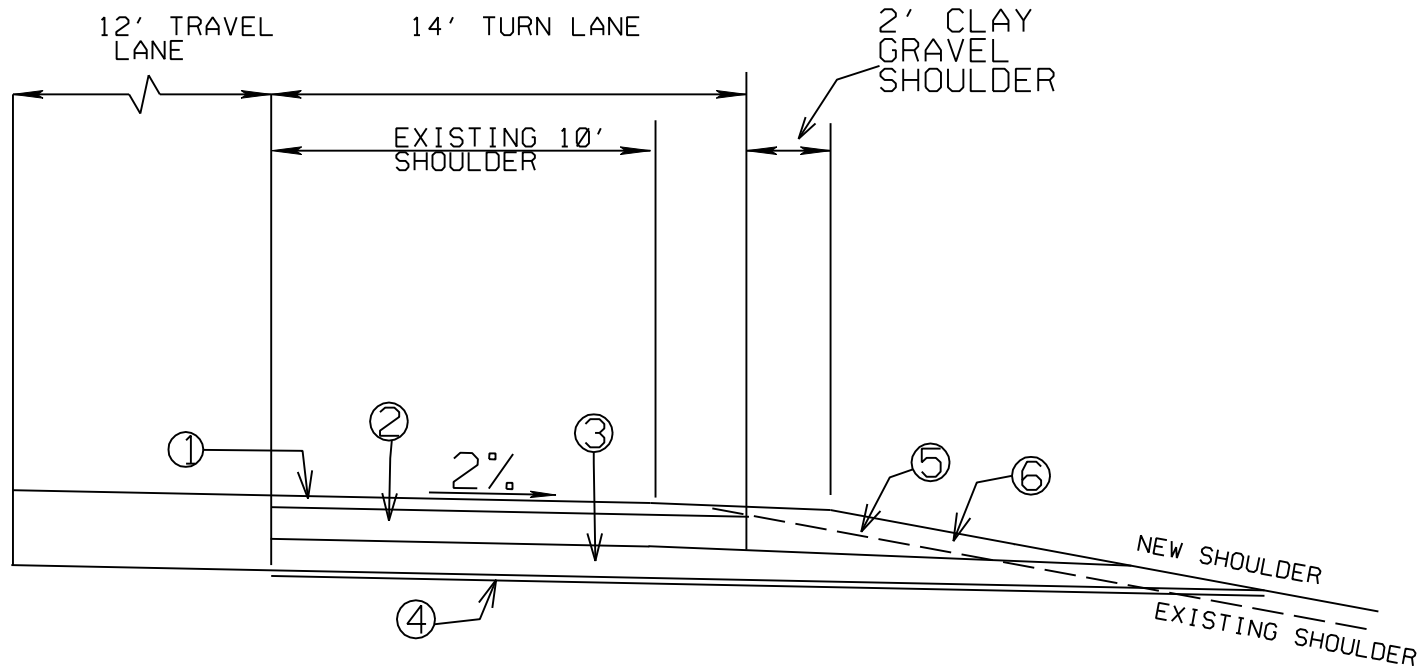 12' TRAVEL
LANE
14' TURN LANE
2' CLAY
GRAVEL
SHOULDER
EXISTING 10'
SHOULDER
1
2
3
2%
5
6
4
NEW SHOULDER
EXISTING SHOULDER